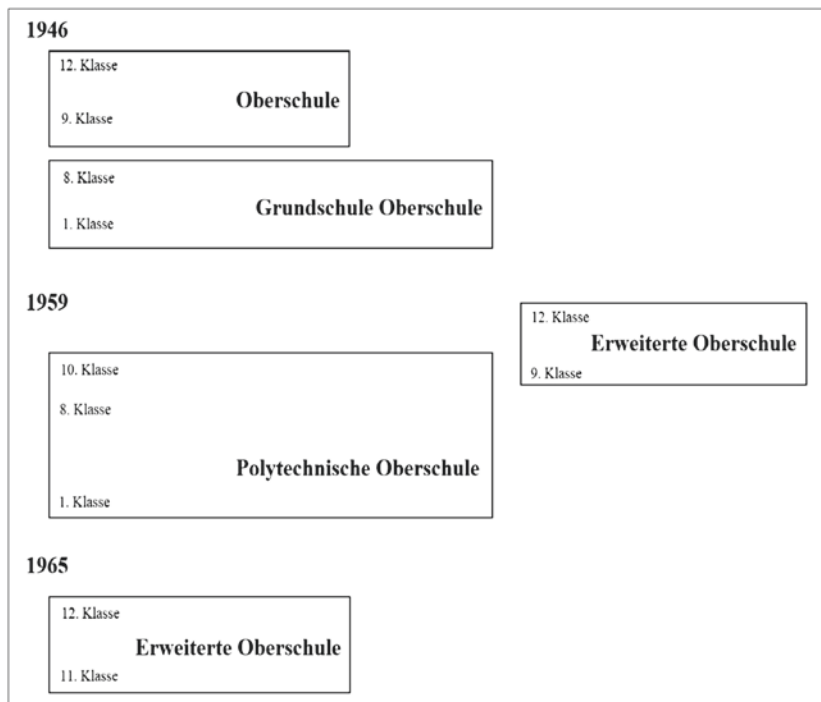 1946
12. Klasse
Oberschule
9. Klasse
8. Klasse
Grundschule Oberschule
1. Klasse
1959
12. Klasse
Erweiterte Oberschule
9. Klasse
10. Klasse
8. Klasse
Polytechnische Oberschule
1. Klasse
1965
12. Klasse
Erweiterte Oberschule
11. Klasse